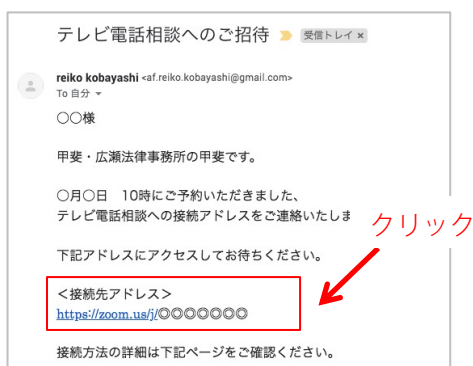 テレビ電話相談へのご招待 受信トレイ ×
reiko kobayashi <af.reiko.kobayashi@gmail.com>
To 自分
〇〇様
甲斐・広瀬法律事務所の甲斐です。
〇月〇日 10時にご予約いただきました、
テレビ電話相談への接続アドレスをご連絡いたしま
クリック
下記アドレスにアクセスしてお待ちください。
＜接続先アドレス＞
https://zoom.us/j/◎◎◎◎◎◎◎
接続方法の詳細は下記ページをご確認ください。